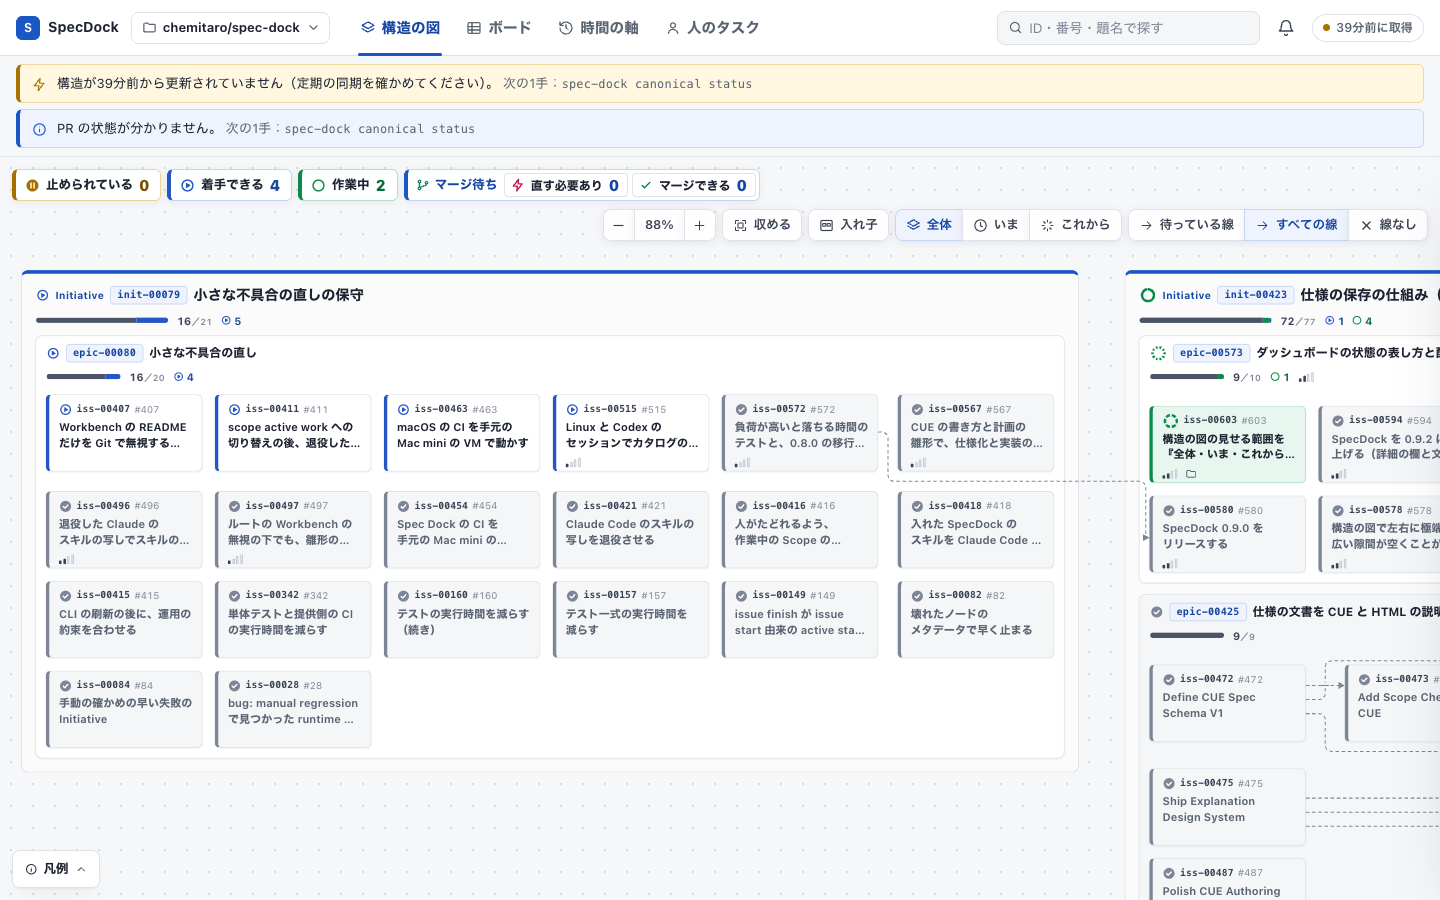 S SpecDock chemitaro/spec-dock 構造の図 ボード 時間の軸 人のタスク ID・番号・題名で探す 39分前に取得
構造が39分前から更新されていません（定期の同期を確かめてください）。 次の1手：spec-dock canonical status
PR の状態が分かりません。 次の1手：spec-dock canonical status
止められている 0 着手できる 4 作業中 2 マージ待ち 直す必要あり 0 マージできる 0
88% 収める 入れ子 全体 いま これから 待っている線 すべての線 線なし
Initiative init-00079 小さな不具合の直しの保守
16/21 5
epic-00080 小さな不具合の直し
16/20 4
iss-00407 #407
Workbench の README
だけを Git で無視する...
iss-00411 #411
scope active work への
切り替えの後、退役した...
iss-00463 #463
macOS の CI を手元の
Mac mini の VM で動かす
iss-00515 #515
Linux と Codex の
セッションでカタログの...
iss-00572 #572
負荷が高いと落ちる時間の
テストと、0.8.0 の移行...
iss-00567 #567
CUE の書き方と計画の
雛形で、仕様化と実装の...
iss-00496 #496
退役した Claude の
スキルの写しでスキルの...
iss-00497 #497
ルートの Workbench の
無視の下でも、雛形の...
iss-00454 #454
Spec Dock の CI を
手元の Mac mini の...
iss-00421 #421
Claude Code のスキルの
写しを退役させる
iss-00416 #416
人がたどれるよう、
作業中の Scope の...
iss-00418 #418
入れた SpecDock の
スキルを Claude Code ...
iss-00415 #415
CLI の刷新の後に、運用の
約束を合わせる
iss-00342 #342
単体テストと提供側の CI
の実行時間を減らす
iss-00160 #160
テストの実行時間を減らす
（続き）
iss-00157 #157
テスト一式の実行時間を
減らす
iss-00149 #149
issue finish が issue
start 由来の active sta...
iss-00082 #82
壊れたノードの
メタデータで早く止まる
iss-00084 #84
手動の確かめの早い失敗の
Initiative
iss-00028 #28
bug: manual regression
で見つかった runtime ...
Initiative init-00423 仕様の保存の仕組み（
72/77 1 4
epic-00573 ダッシュボードの状態の表し方と
9/10 1
iss-00603 #603
構造の図の見せる範囲を
『全体・いま・これから...
iss-00594 #594
SpecDock を 0.9.2 に
上げる（詳細の欄と文
iss-00580 #580
SpecDock 0.9.0 を
リリースする
iss-00578 #578
構造の図で左右に極端
広い隙間が空くことが
epic-00425 仕様の文書を CUE と HTML の説明
9/9
iss-00472 #472
Define CUE Spec
Schema V1
iss-00473
Add Scope Che
CUE
iss-00475 #475
Ship Explanation
Design System
iss-00487 #487
Polish CUE Authoring
凡例